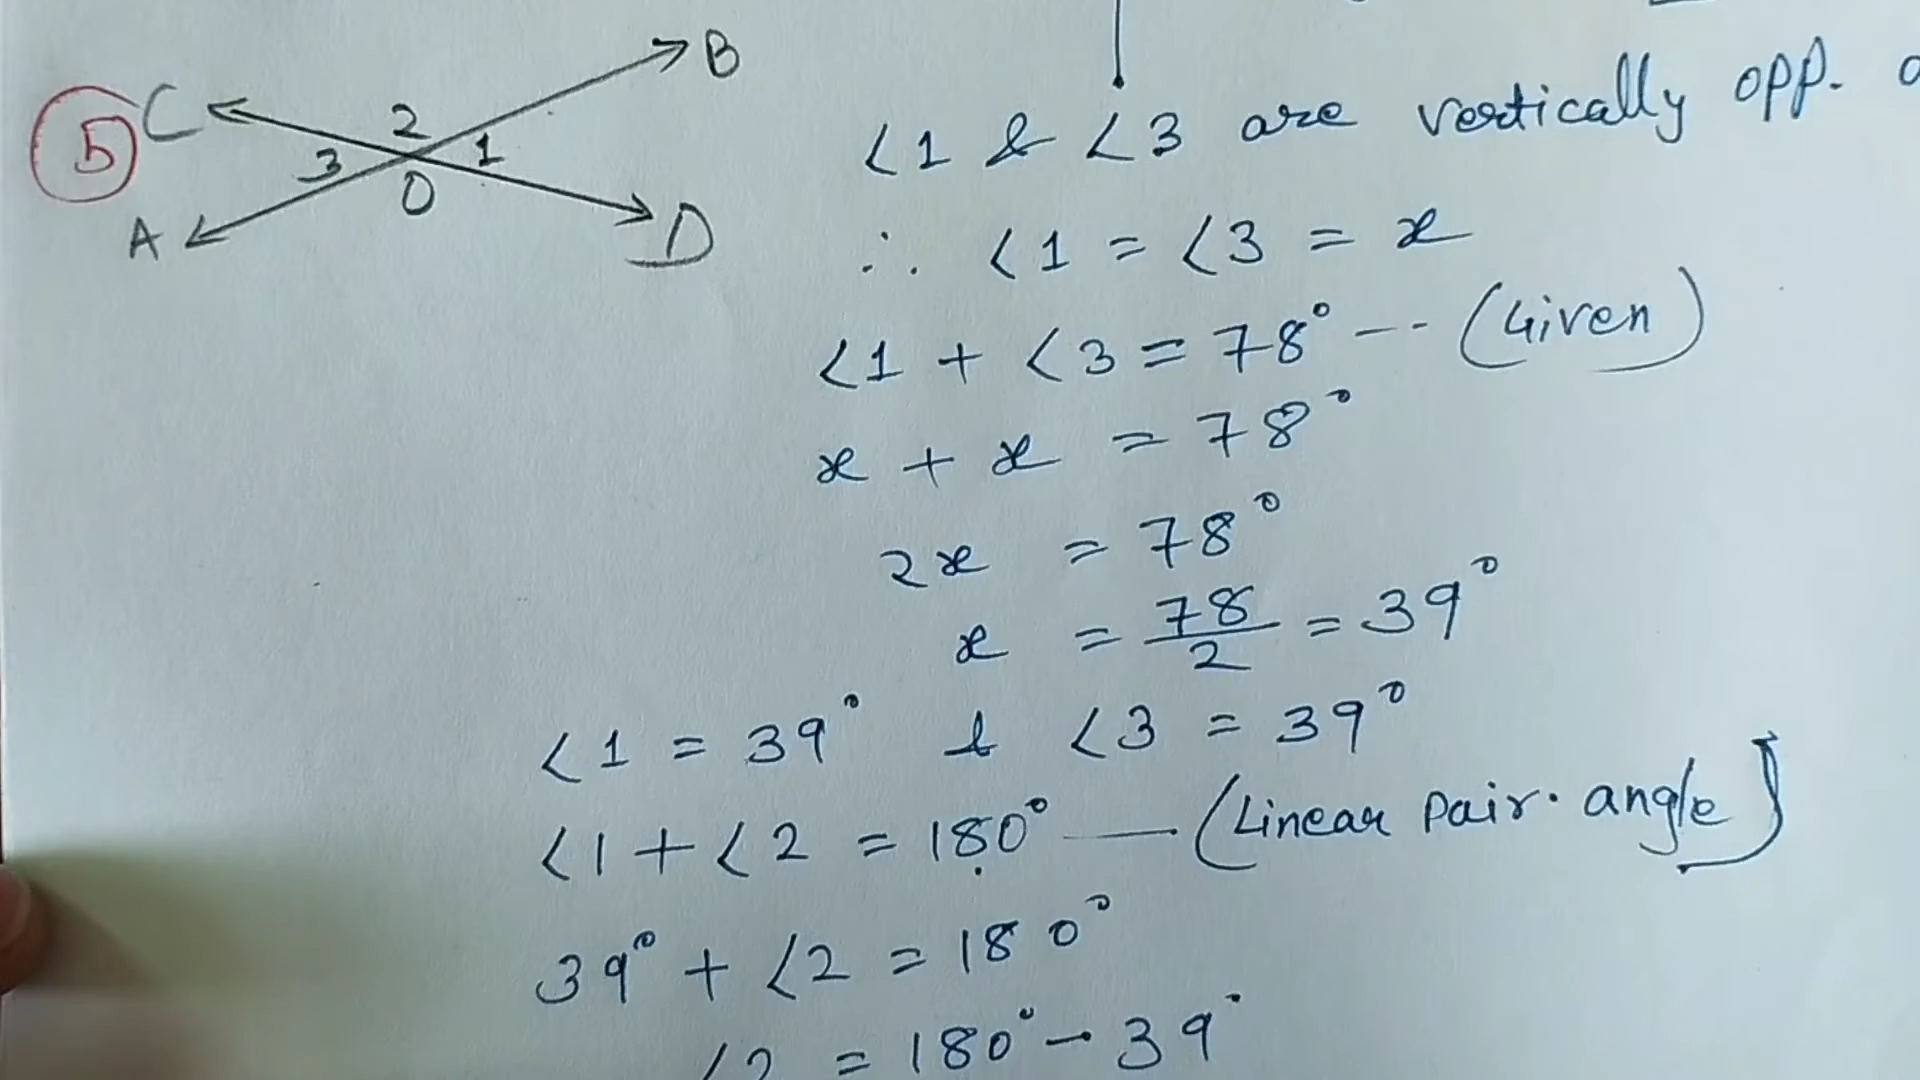 5
C
B
2
3
1
O
A
D
<1 & <3 are vertically opp.
∴ <1 = <3 = x
<1 + <3 = 78° -- (Given)
x + x = 78°
2x = 78°
x = 78/2 = 39°
<1 = 39° & <3 = 39°
<1 + <2 = 180° — (Linear pair. angle)
39° + <2 = 180°
<2 = 180° - 39°